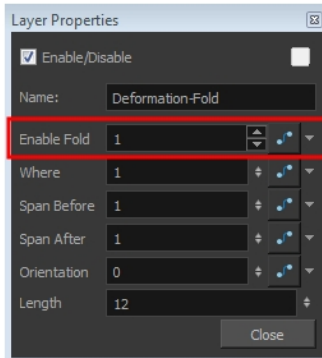 Layer Properties
Enable/Disable
Name: Deformation-Fold
Enable Fold 1
Where 1
Span Before 1
Span After 1
Orientation 0
Length 12
Close